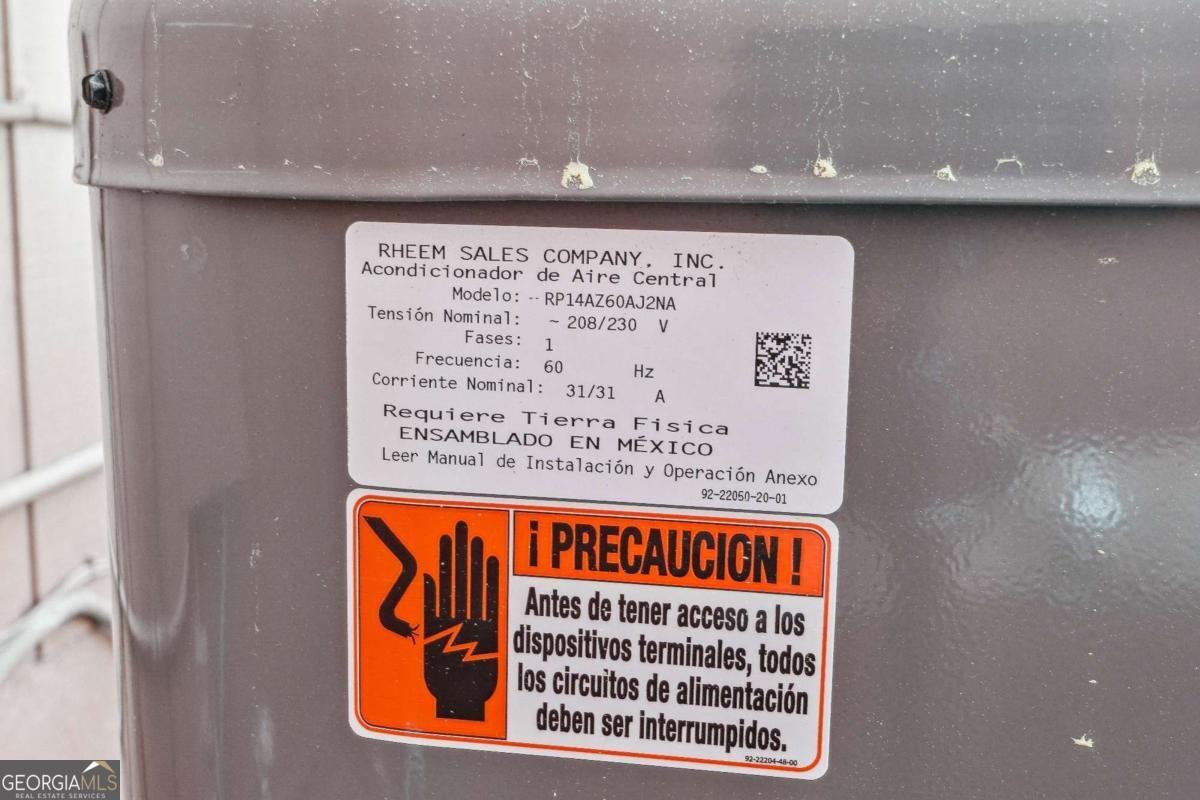 RHEEM SALES COMPANY, INC.
Acondicionador de Aire Central
Modelo: -- RP14AZ60AJ2NA
Tensión Nominal: ~ 208/230 V
Fases: 1
Frecuencia: 60 Hz
Corriente Nominal: 31/31 A
Requiere Tierra Fisica
ENSAMBLADO EN MÉXICO
Leer Manual de Instalación y Operación Anexo
92-22050-20-01
¡ PRECAUCION !
Antes de tener acceso a los
dispositivos terminales, todos
los circuitos de alimentación
deben ser interrumpidos.
92-22204-48-00
GEORGIAMLS
REAL ESTATE SERVICES